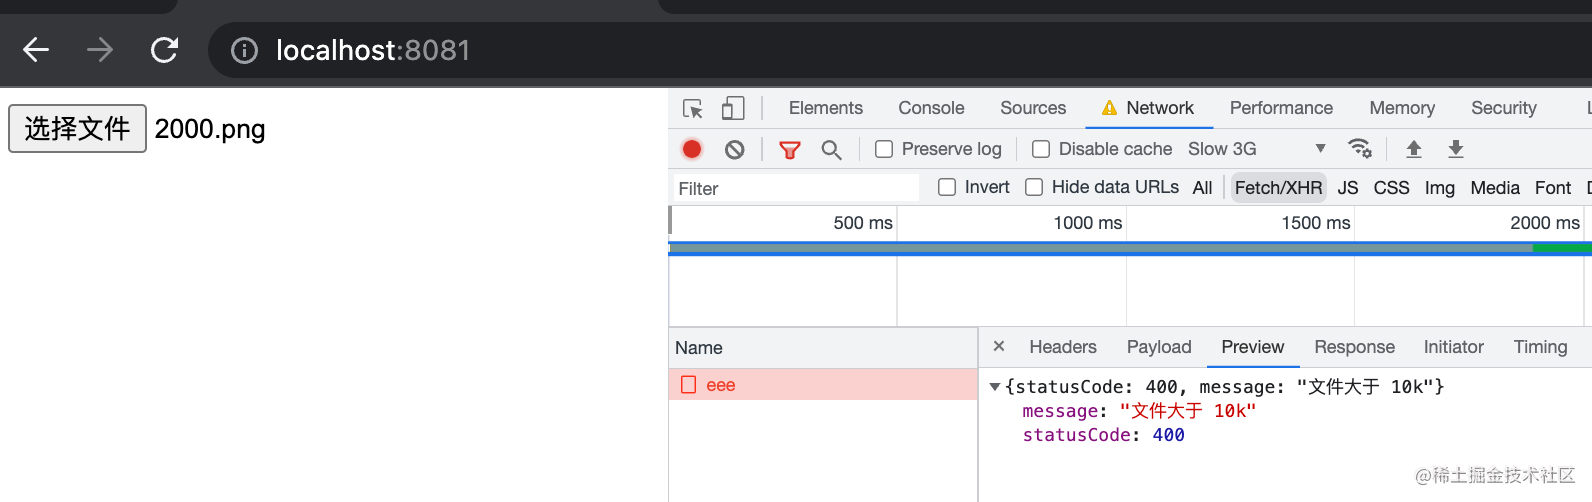 localhost:8081
选择文件 2000.png
Elements Console Sources Network Performance Memory Security
Preserve log Disable cache Slow 3G
Filter Invert Hide data URLs All Fetch/XHR JS CSS Img Media Font
500 ms 1000 ms 1500 ms 2000 ms
Name × Headers Payload Preview Response Initiator Timing
eee
{statusCode: 400, message: "文件大于 10k"}
message: "文件大于 10k"
statusCode: 400
@稀土掘金技术社区